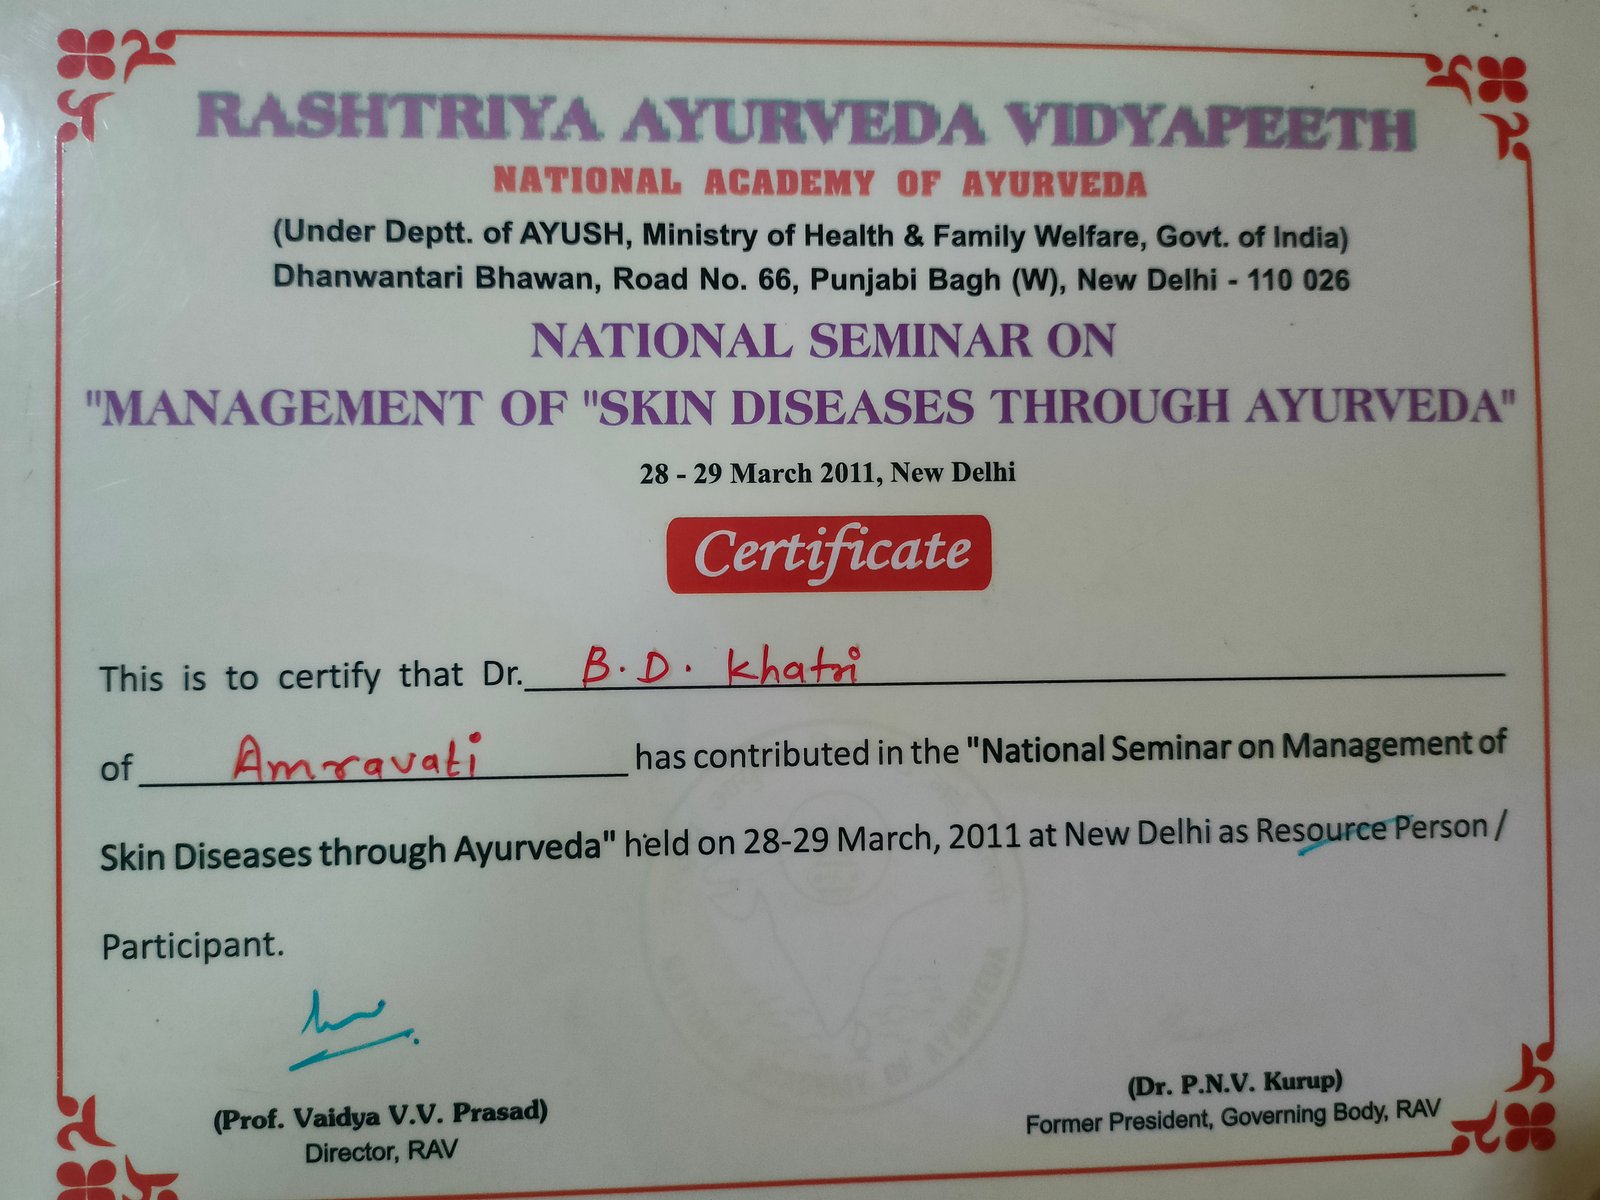 RASHTRIYA AYURVEDA VIDYAPEETH
NATIONAL ACADEMY OF AYURVEDA
(Under Deptt. of AYUSH, Ministry of Health & Family Welfare, Govt. of India)
Dhanwantari Bhawan, Road No. 66, Punjabi Bagh (W), New Delhi - 110 026
NATIONAL SEMINAR ON
"MANAGEMENT OF "SKIN DISEASES THROUGH AYURVEDA"
28 - 29 March 2011, New Delhi
Certificate
This is to certify that Dr. B. D. Khatri
of Amravati has contributed in the "National Seminar on Management of
Skin Diseases through Ayurveda" held on 28-29 March, 2011 at New Delhi as Resource Person /
Participant.
(Prof. Vaidya V.V. Prasad)
Director, RAV
(Dr. P.N.V. Kurup)
Former President, Governing Body, RAV